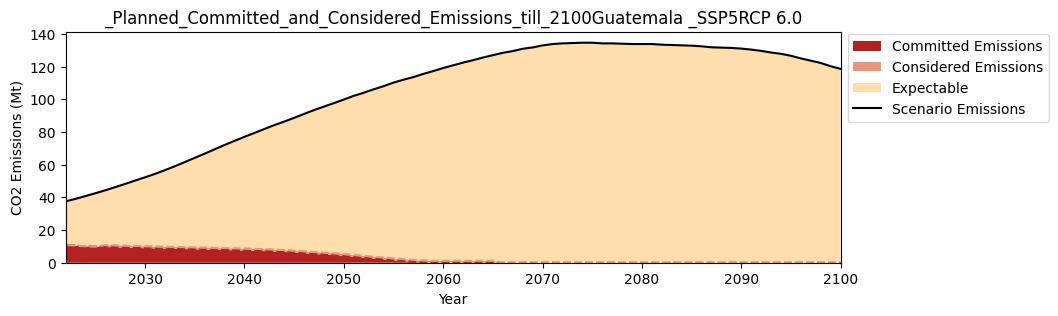 _Planned_Committed_and_Considered_Emissions_till_2100Guatemala _SSP5RCP 6.0
CO2 Emissions (Mt)
140
120
100
80
60
40
20
0
2030
2040
2050
2060
2070
2080
2090
2100
Year
Committed Emissions
Considered Emissions
Expectable
Scenario Emissions